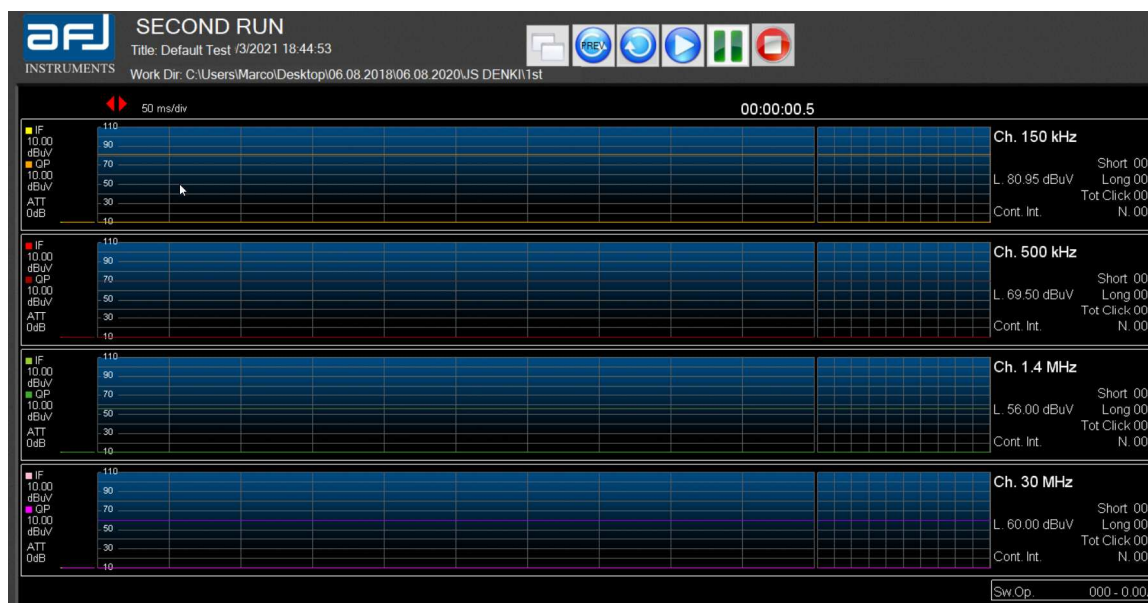 afj
INSTRUMENTS
SECOND RUN
Title: Default Test /3/2021 18:44:53
Work Dir: C:\Users\Marco\Desktop\06.08.2018\06.08.2020\JS DENKI\1st
PREV
50 ms/div
00:00:00.5
IF
10.00
dBuV
QP
10.00
dBuV
ATT
0dB
110
90
70
50
30
10
Ch. 150 kHz
Short 00
L. 80.95 dBuV Long 00
Tot Click 00
Cont. Int. N. 00
IF
10.00
dBuV
QP
10.00
dBuV
ATT
0dB
110
90
70
50
30
10
Ch. 500 kHz
Short 00
L. 69.50 dBuV Long 00
Tot Click 00
Cont. Int. N. 00
IF
10.00
dBuV
QP
10.00
dBuV
ATT
0dB
110
90
70
50
30
10
Ch. 1.4 MHz
Short 00
L. 56.00 dBuV Long 00
Tot Click 00
Cont. Int. N. 00
IF
10.00
dBuV
QP
10.00
dBuV
ATT
0dB
110
90
70
50
30
10
Ch. 30 MHz
Short 00
L. 60.00 dBuV Long 00
Tot Click 00
Cont. Int. N. 00
Sw.Op. 000 - 0.00